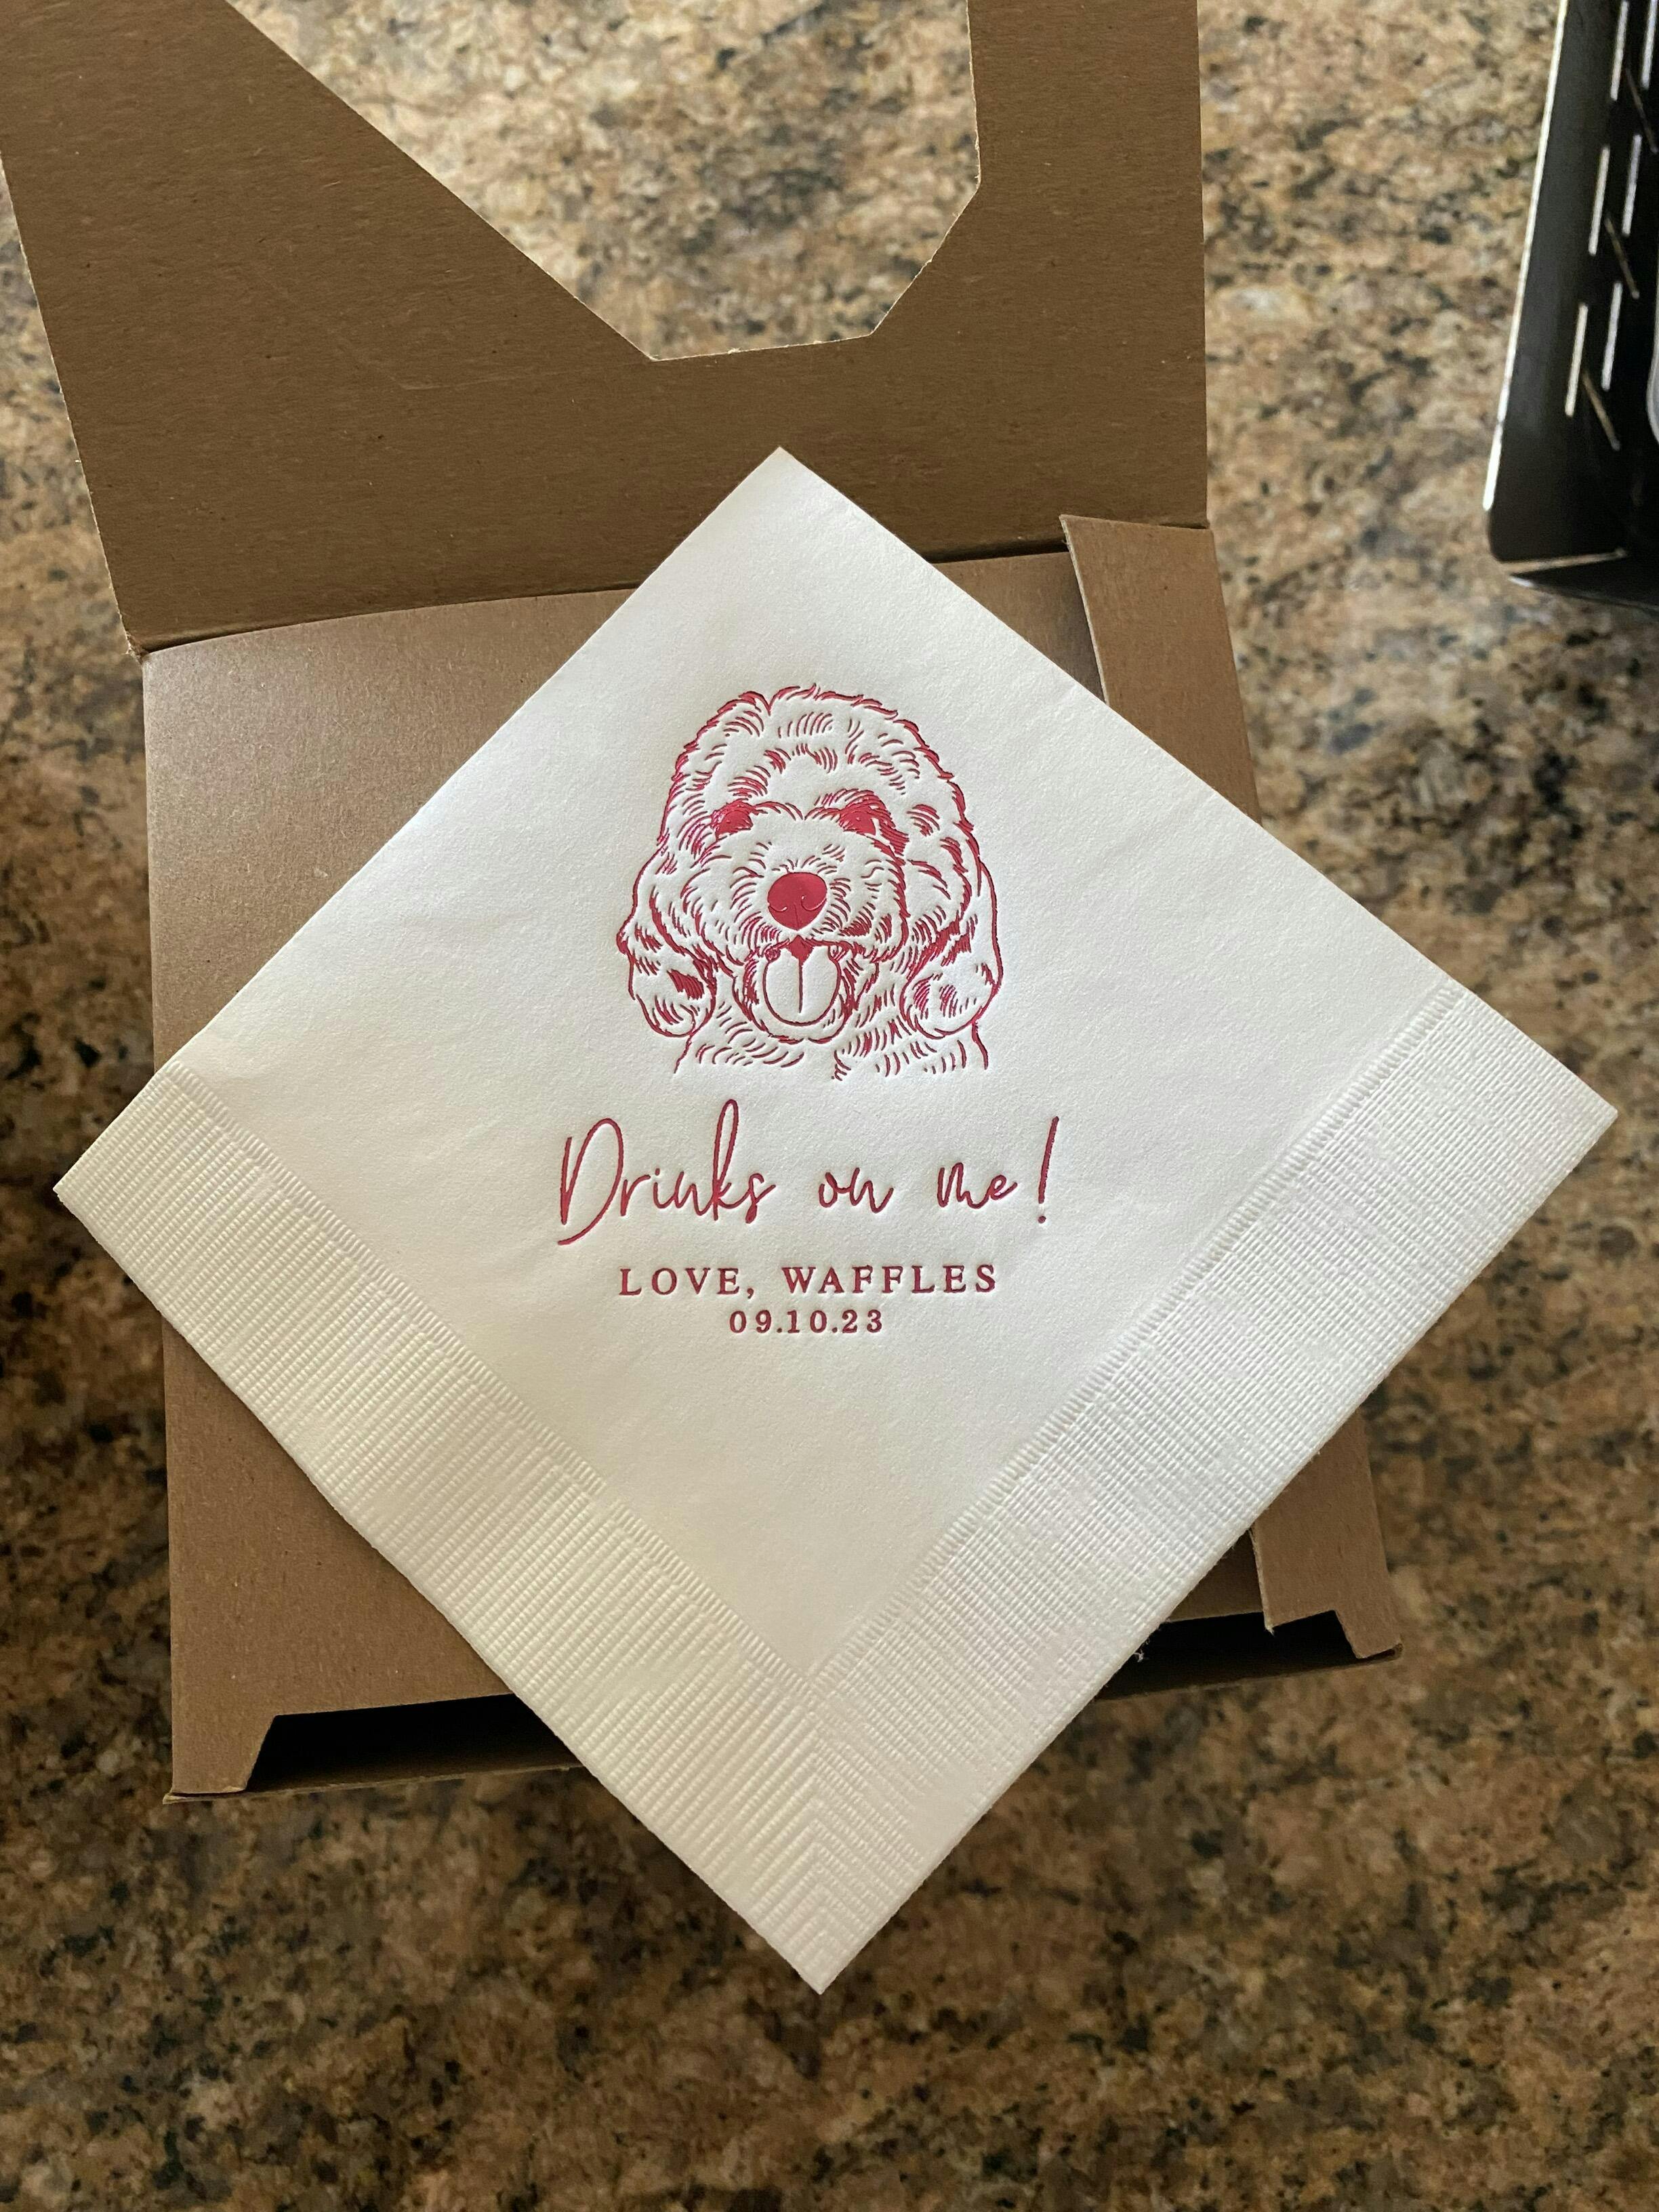 Drinks on me!
LOVE, WAFFLES
09.10.23